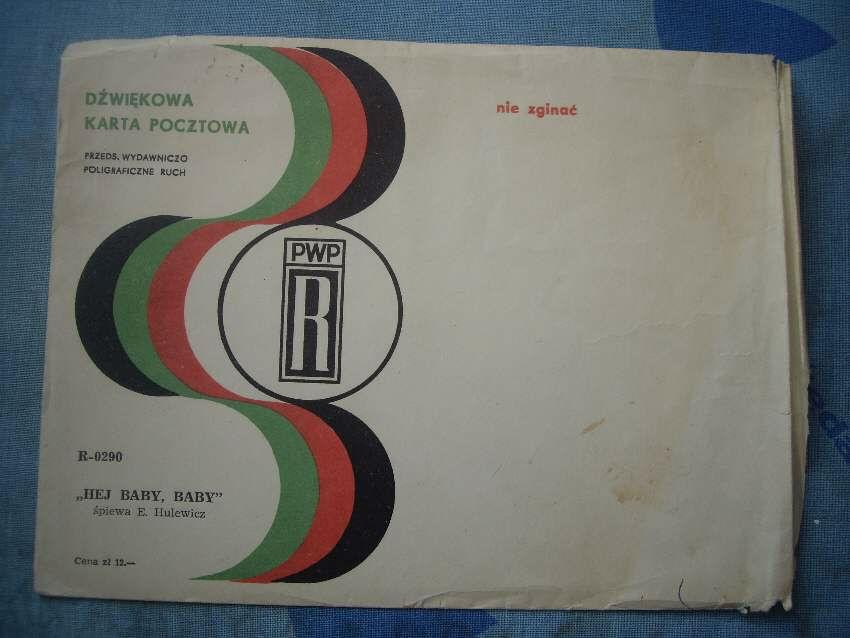 DŹWIĘKOWA
KARTA POCZTOWA
PRZEDS. WYDAWNICZO
POLIGRAFICZNE RUCH
nie zginać
PWP
R
R-0290
„HEJ BABY, BABY”
śpiewa E. Hulewicz
Cena zł 12.—